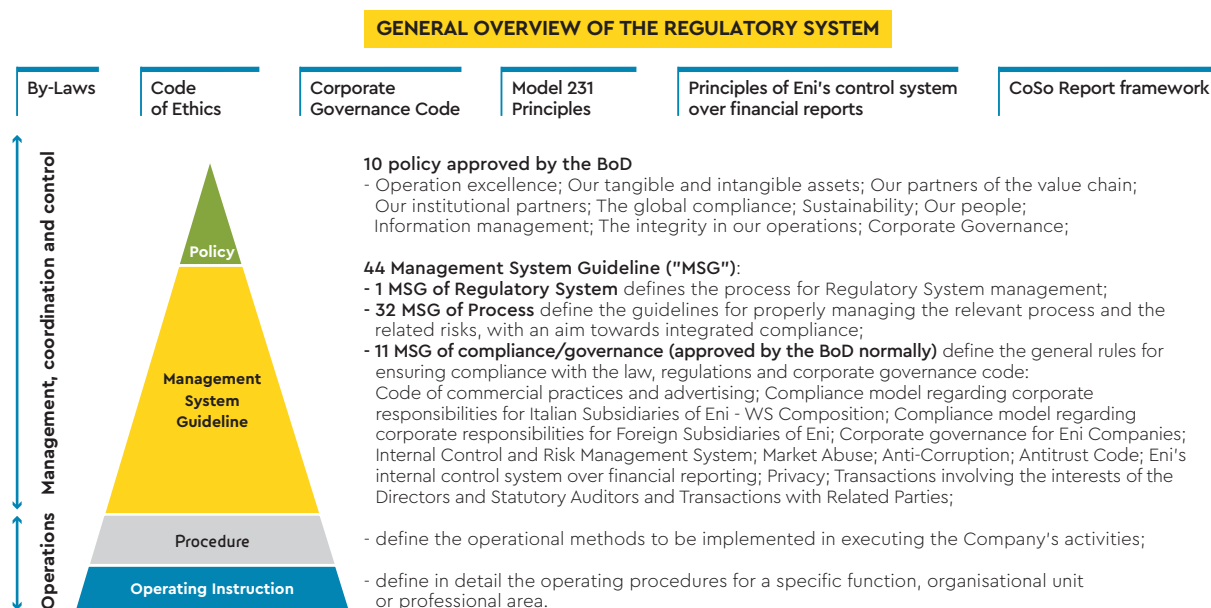 GENERAL OVERVIEW OF THE REGULATORY SYSTEM
By-Laws
Code
of Ethics
Corporate
Governance Code
Model 231
Principles
Principles of Eni's control system
over financial reports
CoSo Report framework
Management, coordination and control
Operations
Policy
Management
System
Guideline
Procedure
Operating Instruction
10 policy approved by the BoD
- Operation excellence; Our tangible and intangible assets; Our partners of the value chain;
Our institutional partners; The global compliance; Sustainability; Our people;
Information management; The integrity in our operations; Corporate Governance;
44 Management System Guideline ("MSG"):
- 1 MSG of Regulatory System defines the process for Regulatory System management;
- 32 MSG of Process define the guidelines for properly managing the relevant process and the
related risks, with an aim towards integrated compliance;
- 11 MSG of compliance/governance (approved by the BoD normally) define the general rules for
ensuring compliance with the law, regulations and corporate governance code:
Code of commercial practices and advertising; Compliance model regarding corporate
responsibilities for Italian Subsidiaries of Eni - WS Composition; Compliance model regarding
corporate responsibilities for Foreign Subsidiaries of Eni; Corporate governance for Eni Companies;
Internal Control and Risk Management System; Market Abuse; Anti-Corruption; Antitrust Code; Eni's
internal control system over financial reporting; Privacy; Transactions involving the interests of the
Directors and Statutory Auditors and Transactions with Related Parties;
- define the operational methods to be implemented in executing the Company's activities;
- define in detail the operating procedures for a specific function, organisational unit
or professional area.